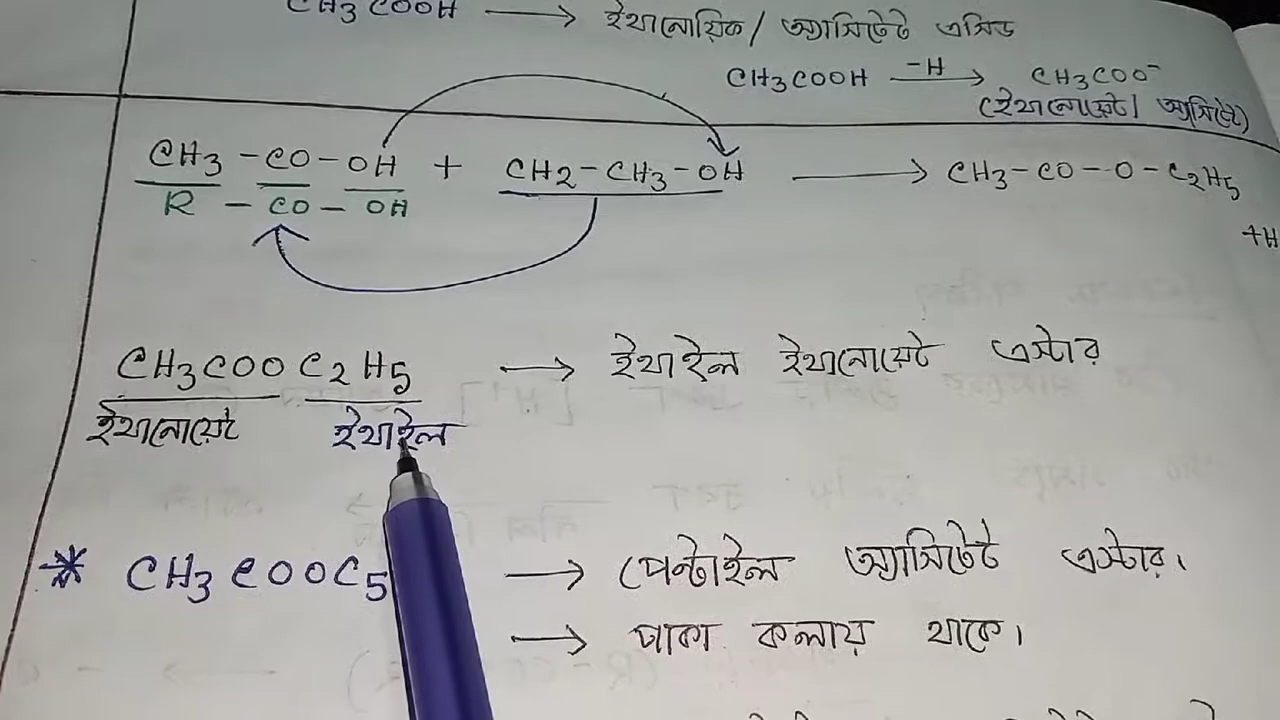 CH3COOH → ইথানোয়িক/ অ্যাসিটেট এসিড
CH3COOH -H → CH3COO-
(ইথানোয়েট/ অ্যাসিটেট)
CH3-CO-OH + CH2-CH3-OH → CH3-CO-O-C2H5
R - CO - OH
+H
CH3COOC2H5 → ইথাইল ইথানোয়েট এস্টার
ইথানোয়েট ইথাইল
* CH3COOC5 → পেন্টাইল অ্যাসিটেট এস্টার।
→ পাকা কলায় থাকে।